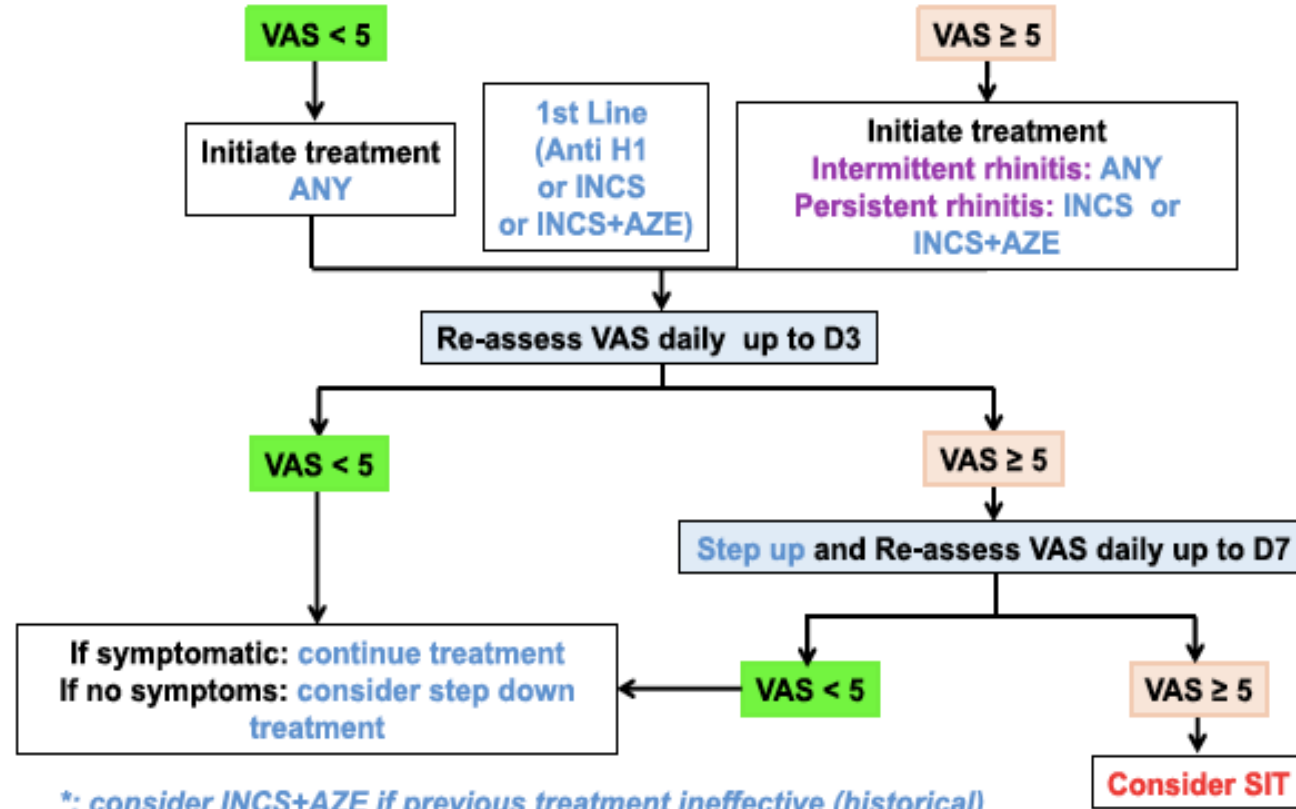 VAS < 5
VAS ≥ 5
Initiate treatment
ANY
1st Line
(Anti H1
or INCS
or INCS+AZE)
Initiate treatment
Intermittent rhinitis: ANY
Persistent rhinitis: INCS or
INCS+AZE
Re-assess VAS daily up to D3
VAS < 5
VAS ≥ 5
Step up and Re-assess VAS daily up to D7
If symptomatic: continue treatment
If no symptoms: consider step down
treatment
VAS < 5
VAS ≥ 5
Consider SIT
*: consider INCS+AZE if previous treatment ineffective (historical)